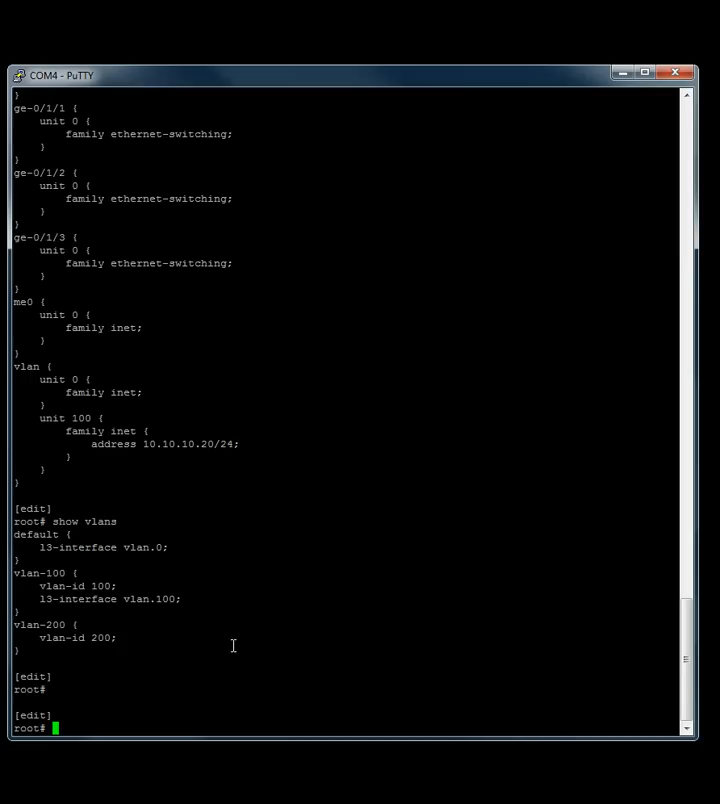 COM4 - PuTTY
}
ge-0/1/1 {
    unit 0 {
        family ethernet-switching;
    }
}
ge-0/1/2 {
    unit 0 {
        family ethernet-switching;
    }
}
ge-0/1/3 {
    unit 0 {
        family ethernet-switching;
    }
}
me0 {
    unit 0 {
        family inet;
    }
}
vlan {
    unit 0 {
        family inet;
    }
    unit 100 {
        family inet {
            address 10.10.10.20/24;
        }
    }
}
[edit]
root# show vlans
default {
    l3-interface vlan.0;
}
vlan-100 {
    vlan-id 100;
    l3-interface vlan.100;
}
vlan-200 {
    vlan-id 200;
}
[edit]
root#
[edit]
root#